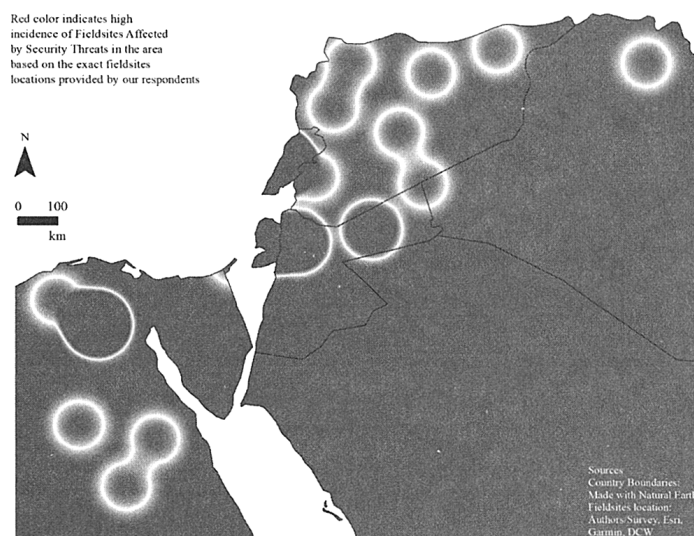 Red color indicates high
incidence of Fieldsites Affected
by Security Threats in the area
based on the exact fieldsites
locations provided by our respondents
N
0 100
km
Sources
Country Boundaries:
Made with Natural Earth
Fieldsites location:
Authors/Survey, Esri,
Garmin, DCW